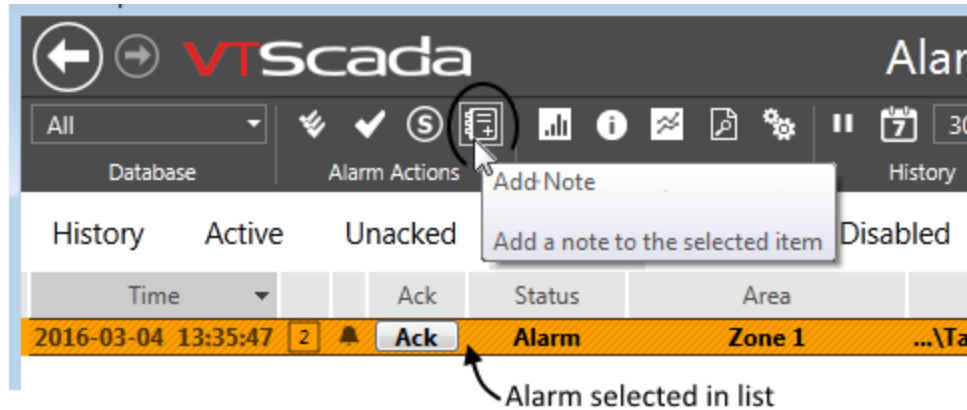 VTScada Alar
All 7 30
Database Alarm Actions History
Add Note
Add a note to the selected item
History Active Unacked Disabled
Time Ack Status Area
2016-03-04 13:35:47 2 Ack Alarm Zone 1 ...\Ta
Alarm selected in list